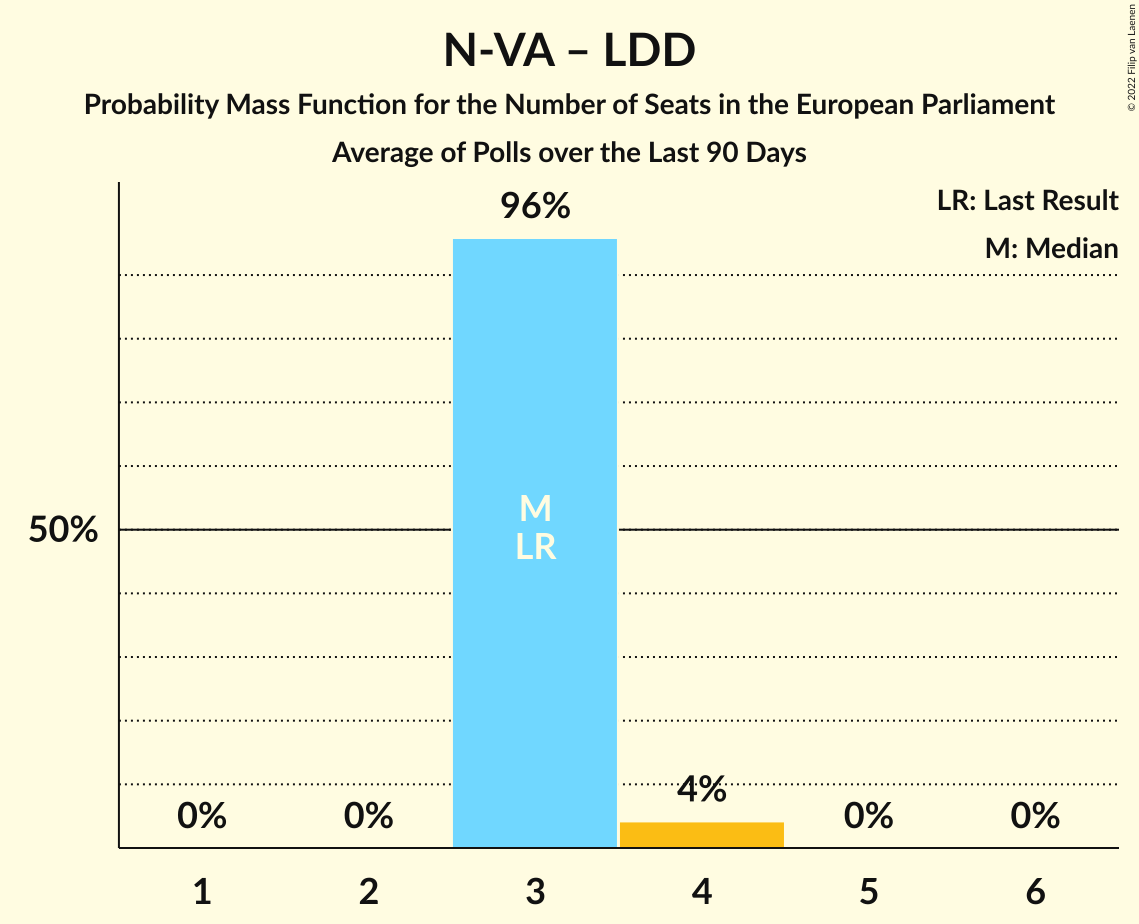 N-VA – LDD
Probability Mass Function for the Number of Seats in the European Parliament
Average of Polls over the Last 90 Days
© 2022 Filip van Laenen
LR: Last Result
M: Median
96%
M
LR
50%
0%
0%
4%
0%
0%
1
2
3
4
5
6